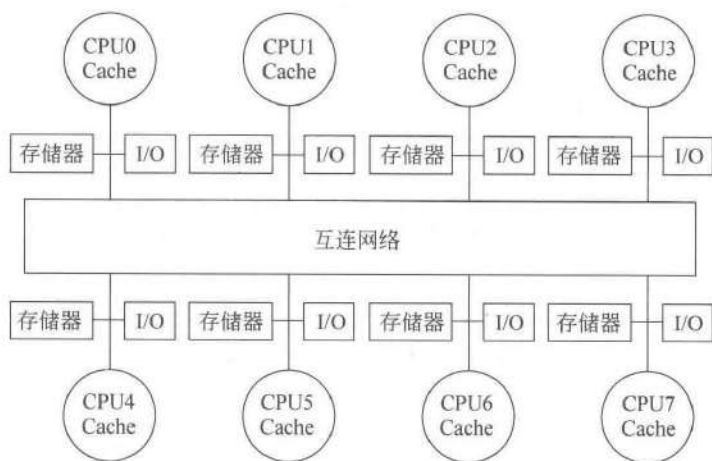 CPU0
Cache
CPU1
Cache
CPU2
Cache
CPU3
Cache
存储器
I/O
存储器
I/O
存储器
I/O
存储器
I/O
互连网络
存储器
I/O
存储器
I/O
存储器
I/O
存储器
I/O
CPU4
Cache
CPU5
Cache
CPU6
Cache
CPU7
Cache